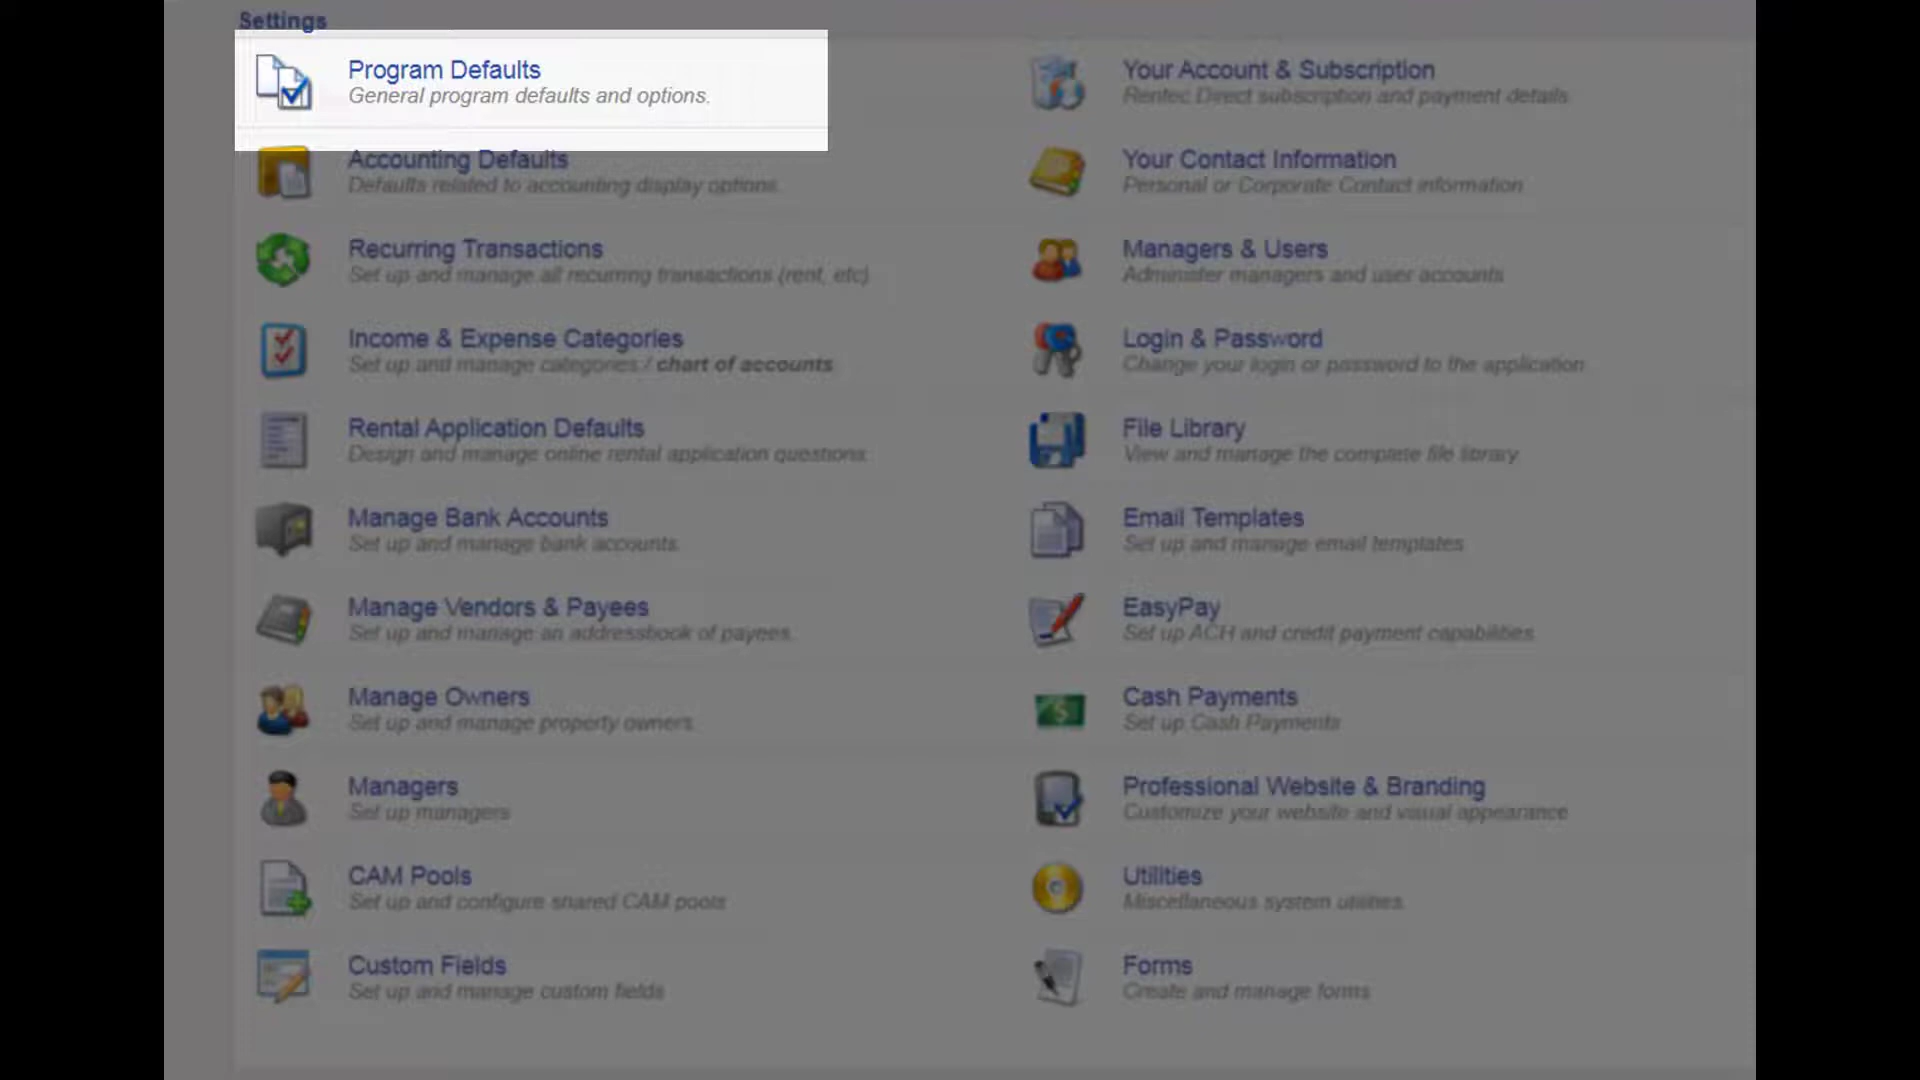 Settings
Program Defaults
General program defaults and options.
Accounting Defaults
Defaults related to accounting display options.
Recurring Transactions
Set up and manage all recurring transactions (rent, etc)
Income & Expense Categories
Set up and manage categories / chart of accounts
Rental Application Defaults
Design and manage online rental application questions.
Manage Bank Accounts
Set up and manage bank accounts.
Manage Vendors & Payees
Set up and manage an addressbook of payees.
Manage Owners
Set up and manage property owners.
Managers
Set up managers
CAM Pools
Set up and configure shared CAM pools
Custom Fields
Set up and manage custom fields
Your Account & Subscription
Rentec Direct subscription and payment details.
Your Contact Information
Personal or Corporate Contact information
Managers & Users
Administer managers and user accounts
Login & Password
Change your login or password to the application.
File Library
View and manage the complete file library.
Email Templates
Set up and manage email templates.
EasyPay
Set up ACH and credit payment capabilities.
Cash Payments
Set up Cash Payments
Professional Website & Branding
Customize your website and visual appearance
Utilities
Miscellaneous system utilities.
Forms
Create and manage forms